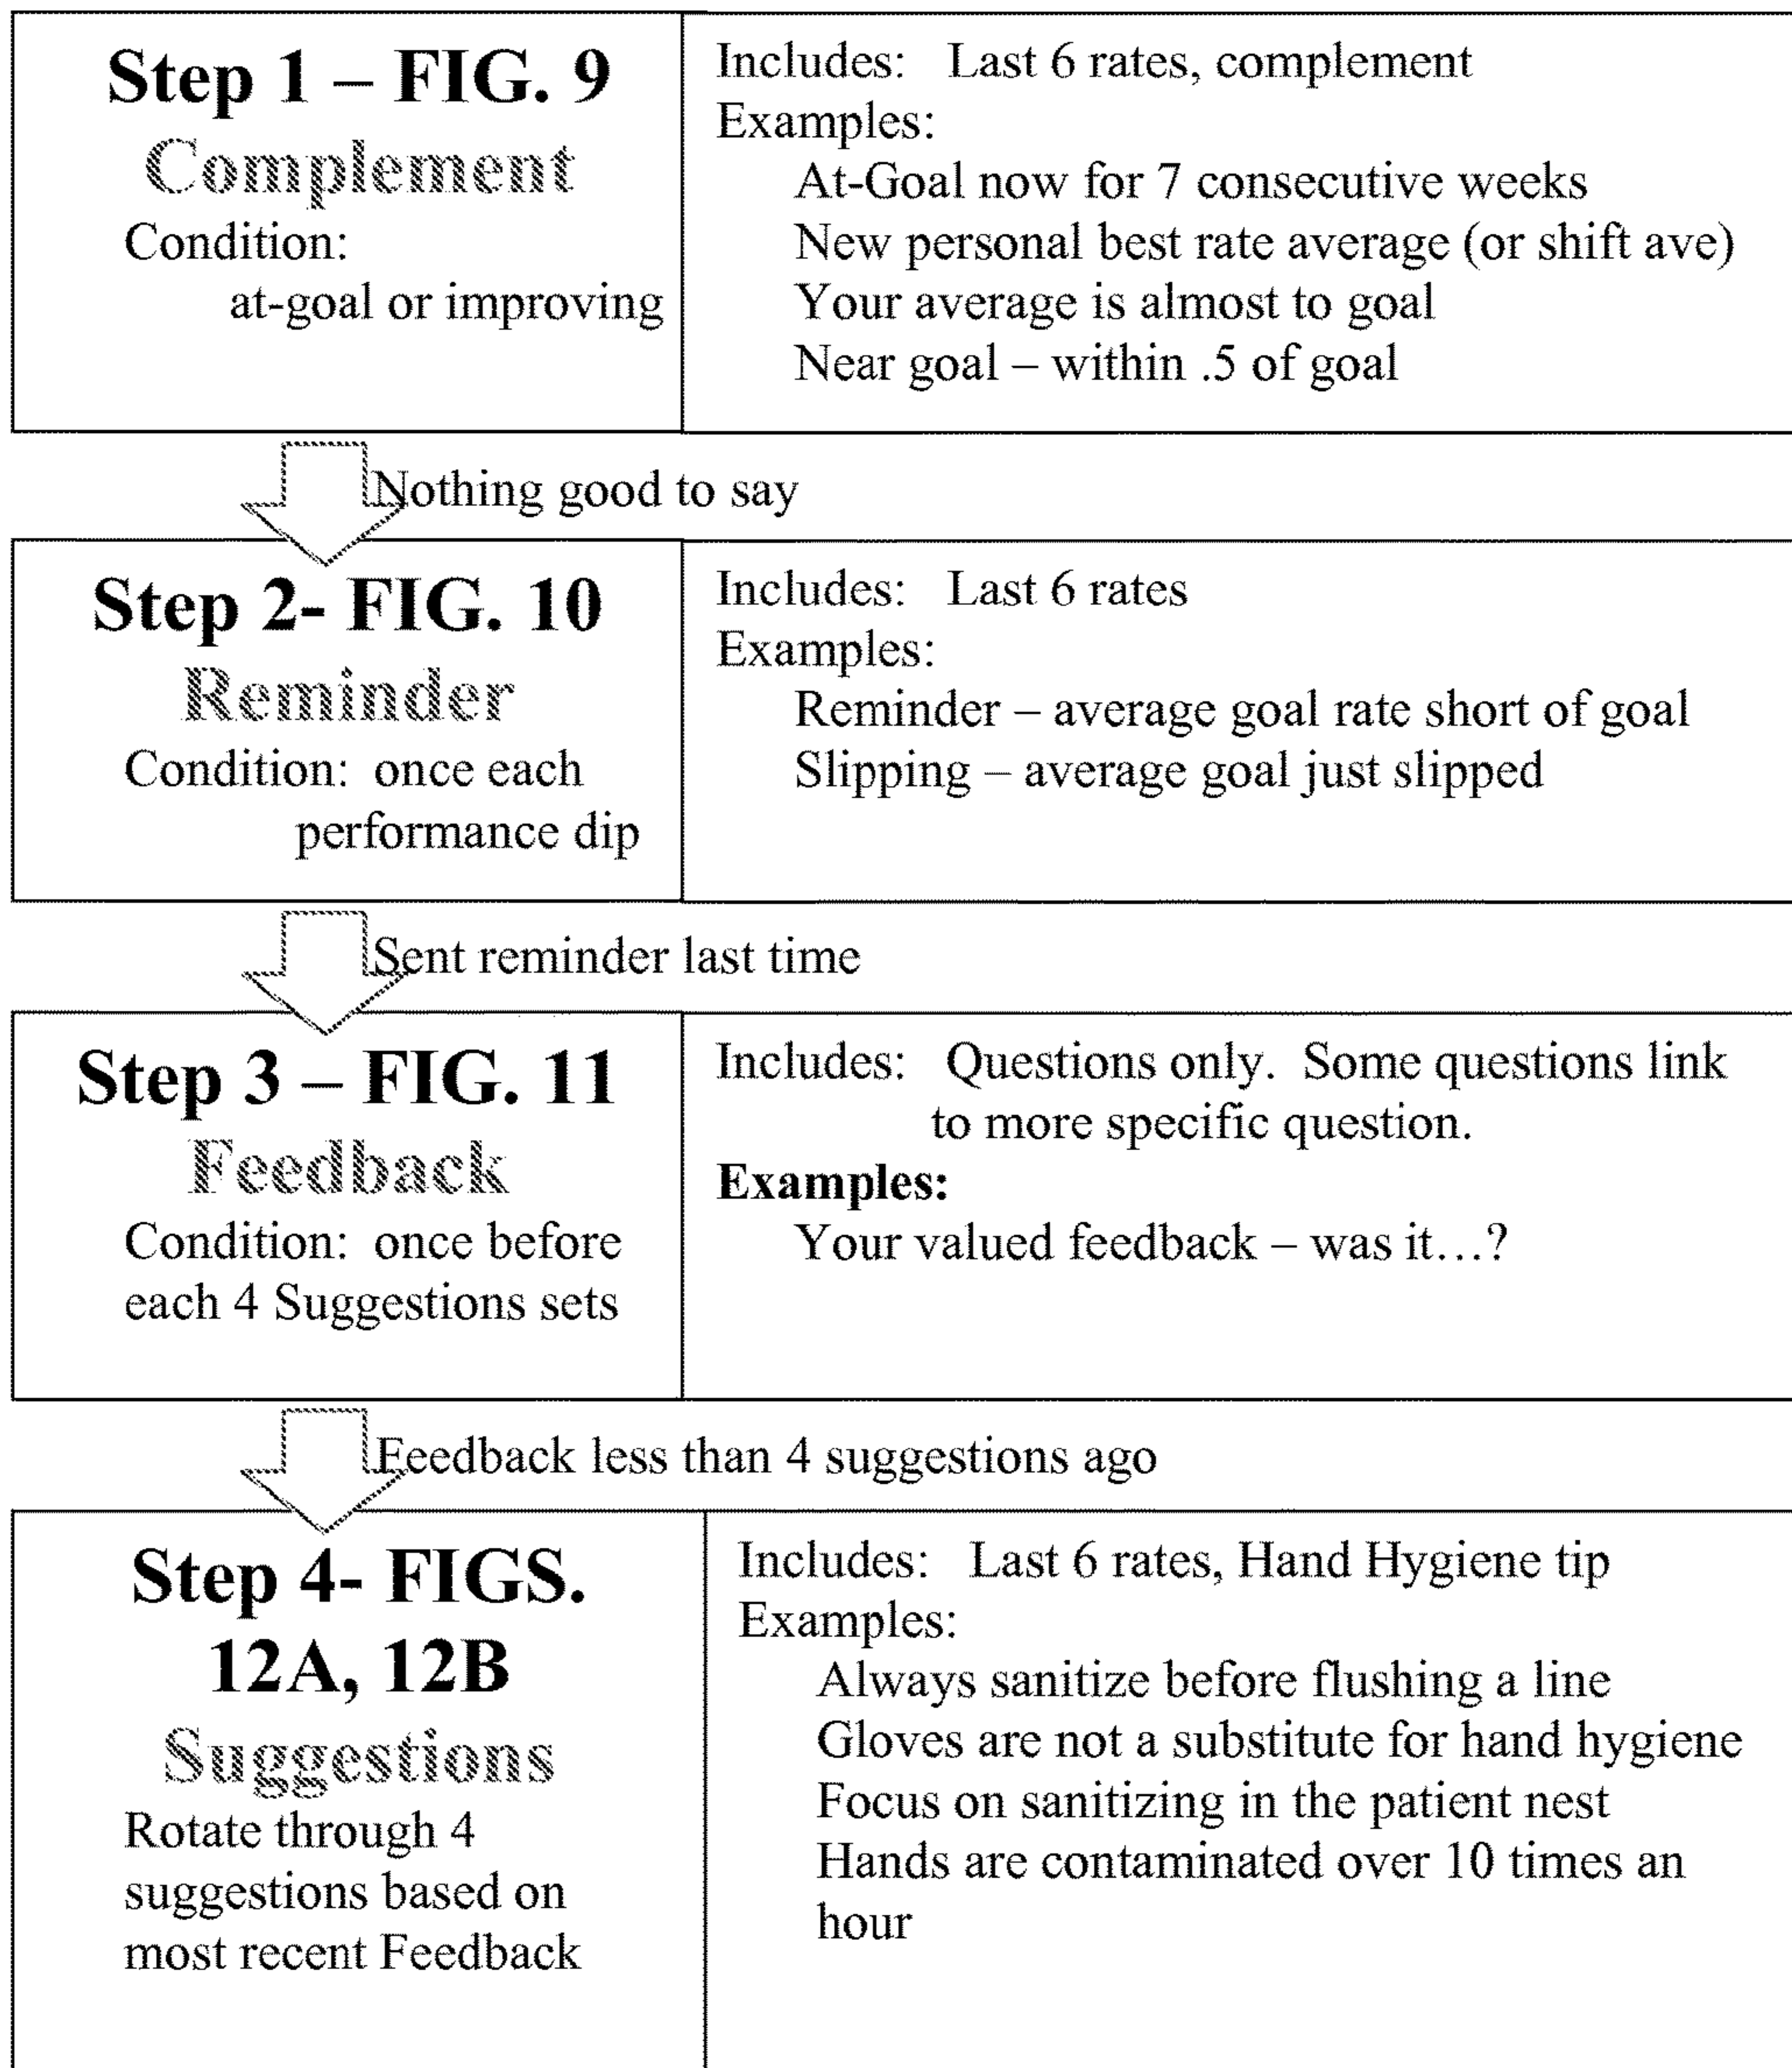 Step 1 – FIG. 9
Complement
Condition:
at-goal or improving
Includes: Last 6 rates, complement
Examples:
At-Goal now for 7 consecutive weeks
New personal best rate average (or shift ave)
Your average is almost to goal
Near goal – within .5 of goal
Nothing good to say
Step 2- FIG. 10
Reminder
Condition: once each
performance dip
Includes: Last 6 rates
Examples:
Reminder – average goal rate short of goal
Slipping – average goal just slipped
Sent reminder last time
Step 3 – FIG. 11
Feedback
Condition: once before
each 4 Suggestions sets
Includes: Questions only. Some questions link
to more specific question.
Examples:
Your valued feedback – was it…?
Feedback less than 4 suggestions ago
Step 4- FIGS.
12A, 12B
Suggestions
Rotate through 4
suggestions based on
most recent Feedback
Includes: Last 6 rates, Hand Hygiene tip
Examples:
Always sanitize before flushing a line
Gloves are not a substitute for hand hygiene
Focus on sanitizing in the patient nest
Hands are contaminated over 10 times an
hour